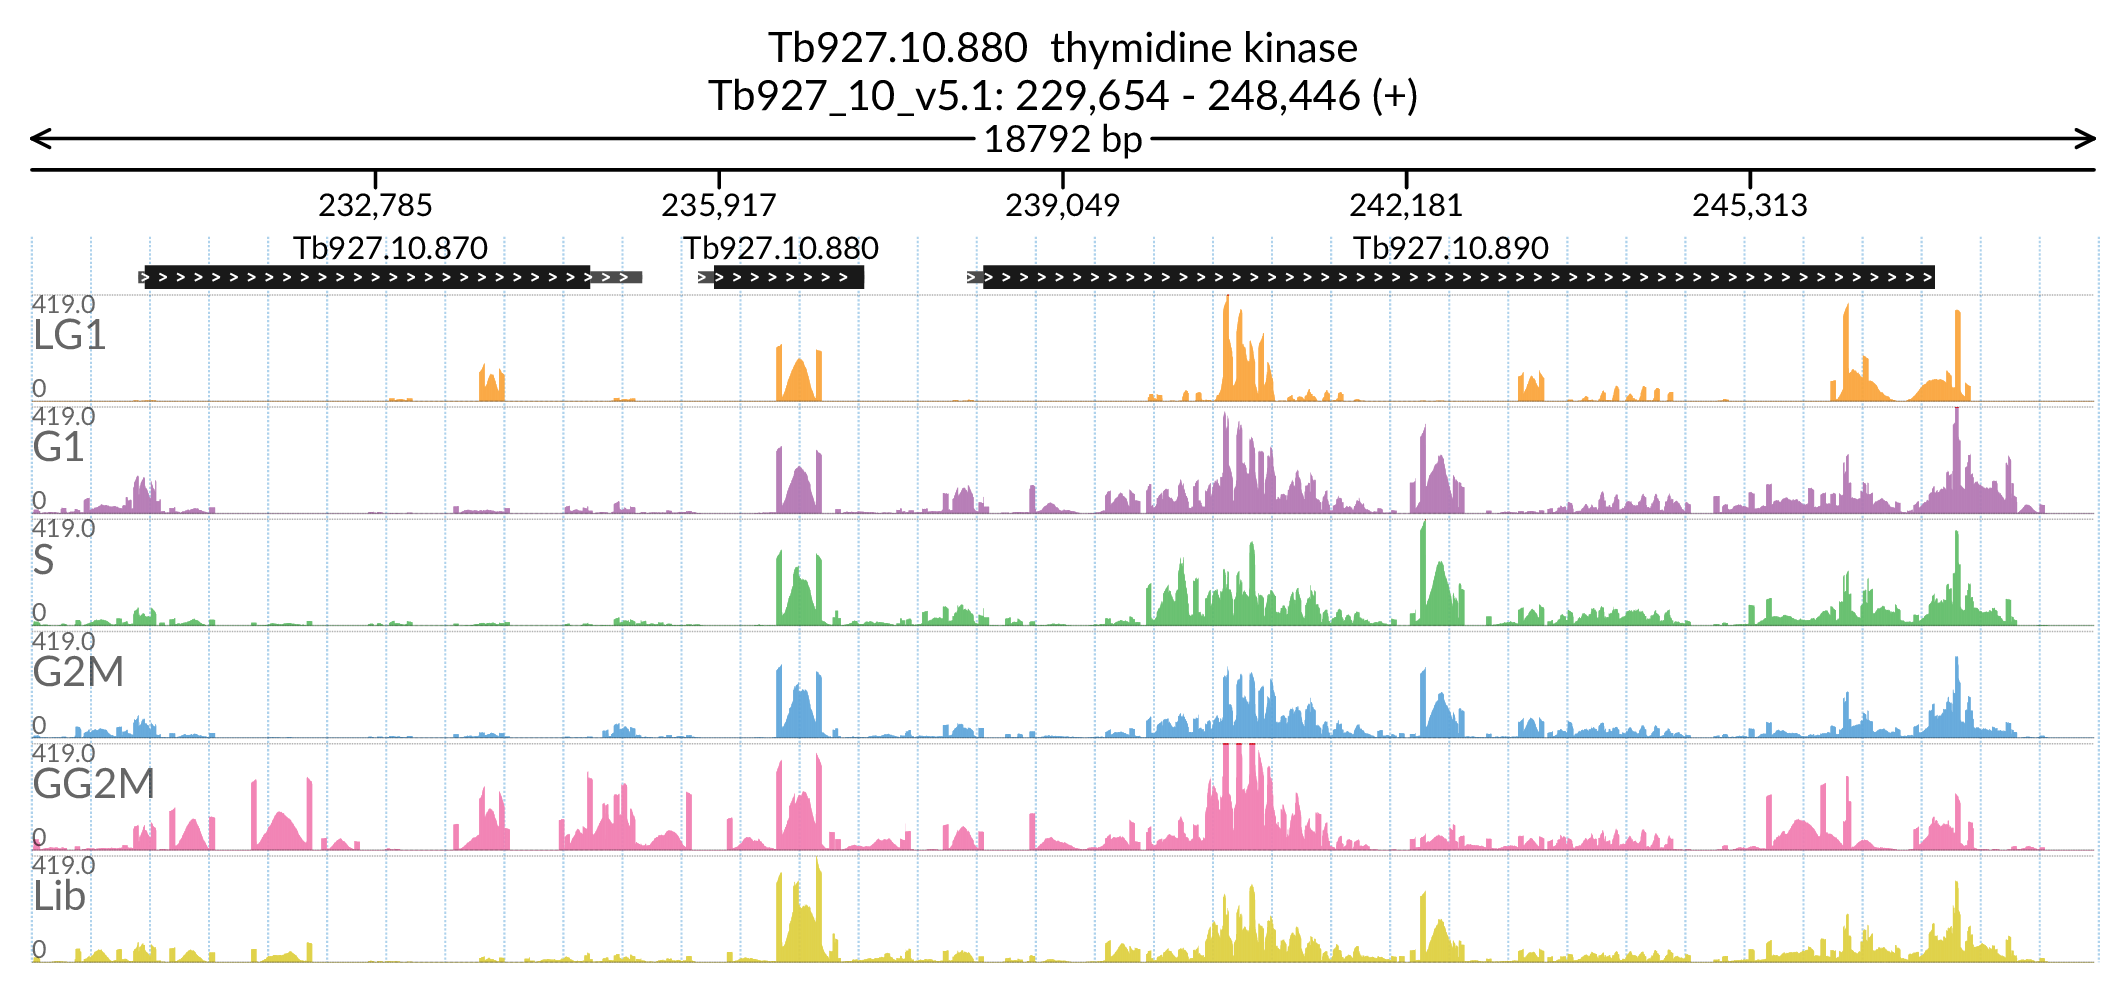 Tb927.10.880  thymidine kinase
Tb927_10_v5.1: 229,654 - 248,446 (+)
18792 bp
232,785 235,917 239,049 242,181 245,313
Tb927.10.870 Tb927.10.880 Tb927.10.890
419.0
LG1
0
419.0
G1
0
419.0
S
0
419.0
G2M
0
419.0
GG2M
0
419.0
Lib
0